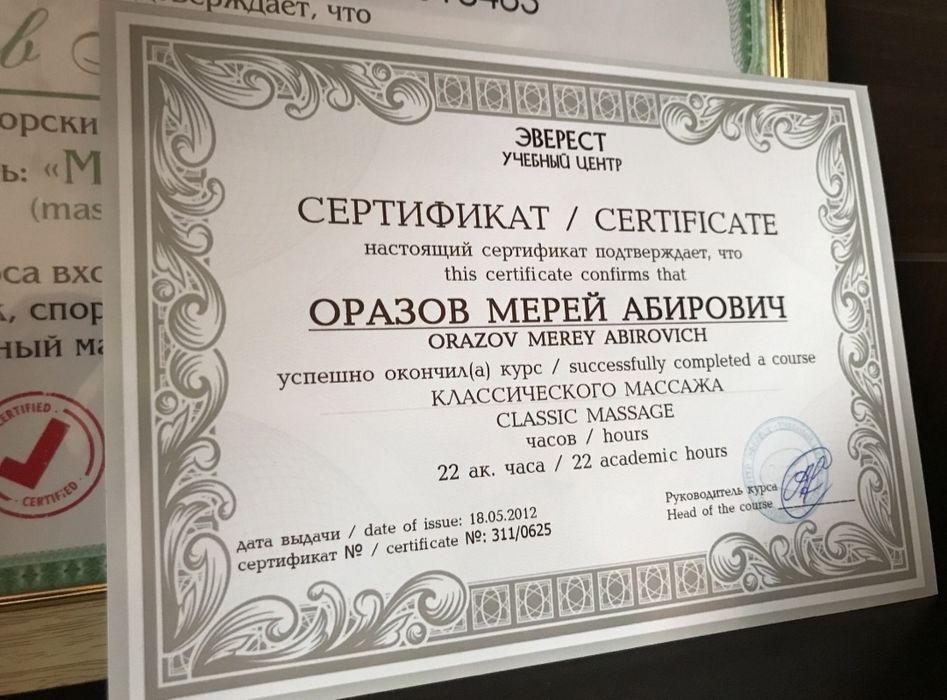 что
ЭВЕРЕСТ
УЧЕБНЫЙ ЦЕНТР
СЕРТИФИКАТ / CERTIFICATE
настоящий сертификат подтверждает, что
this certificate confirms that
ОРАЗОВ МЕРЕЙ АБИРОВИЧ
ORAZOV MEREY ABIROVICH
успешно окончил(а) курс / successfully completed a course
КЛАССИЧЕСКОГО МАССАЖА
CLASSIC MASSAGE
часов / hours
22 ак. часа / 22 academic hours
Руководитель курса
Head of the course
дата выдачи / date of issue: 18.05.2012
сертификат № / certificate №: 311/0625
CERTIFIED
CERTIFIED